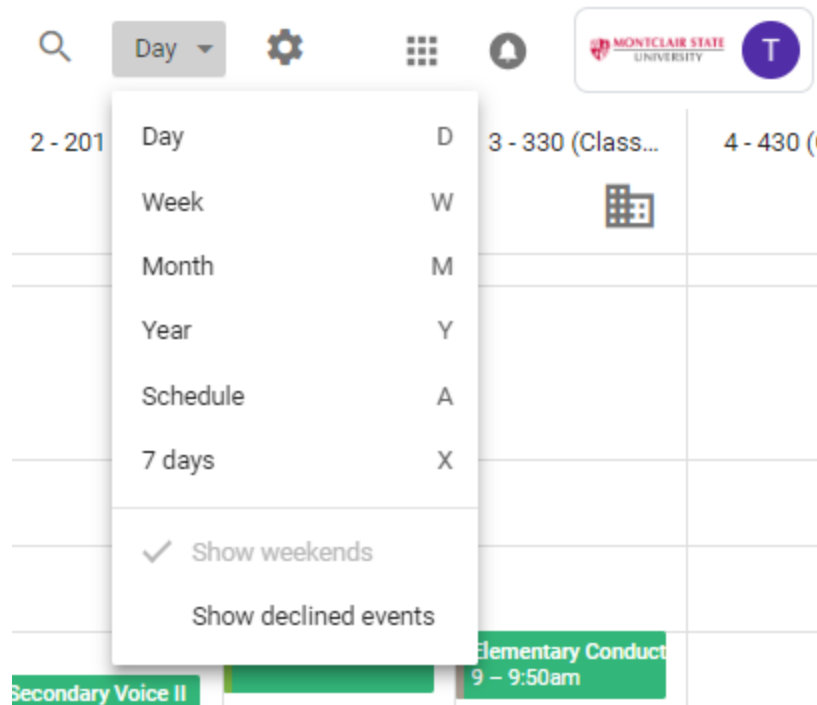 Day
MONTCLAIR STATE
UNIVERSITY
T
2 - 201
Day D
3 - 330 (Class...
4 - 430 (
Week W
Month M
Year Y
Schedule A
7 days X
Show weekends
Show declined events
Elementary Conduct
9 – 9:50am
Secondary Voice II